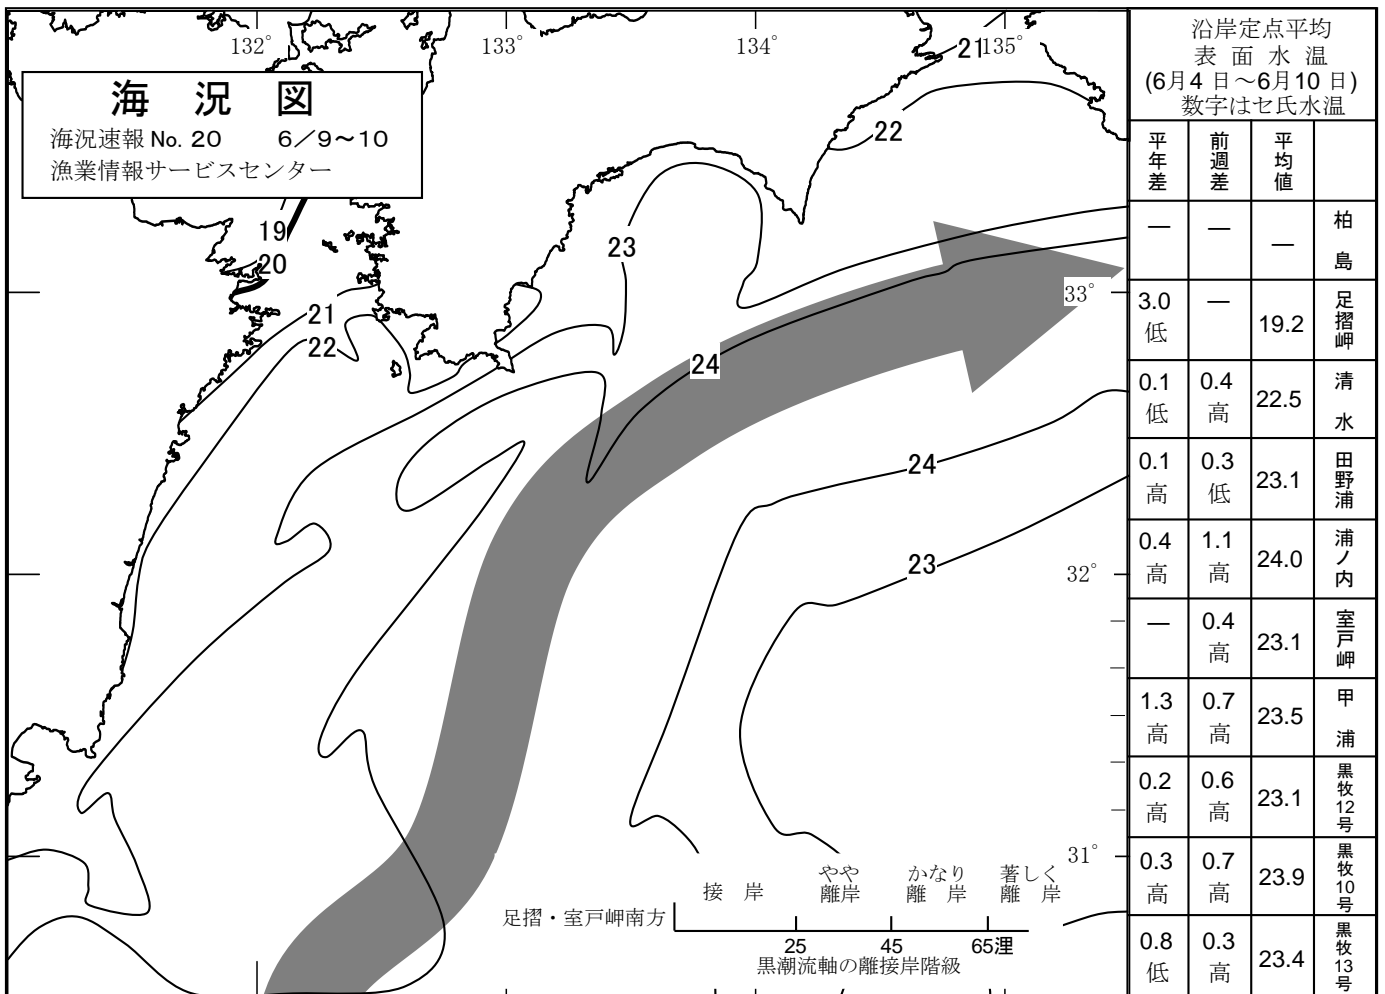 海 況 図
海況速報 No. 20 6/9~10
漁業情報サービスセンター
132°
133°
134°
135°
21
22
19
20
23
21
22
33°
24
24
23
32°
31°
接 岸
やや離岸
かなり離岸
著しく離岸
足摺・室戸岬南方
25 45 65浬
黒潮流軸の離接岸階級
沿岸定点平均
表 面 水 温
(6月4日~6月10日)
数字はセ氏水温
平年差 前週差 平均値
— — — 柏島
3.0低 — 19.2 足摺岬
0.1低 0.4高 22.5 清水
0.1高 0.3低 23.1 田野浦
0.4高 1.1高 24.0 浦ノ内
— 0.4高 23.1 室戸岬
1.3高 0.7高 23.5 甲浦
0.2高 0.6高 23.1 黒牧12号
0.3高 0.7高 23.9 黒牧10号
0.8低 0.3高 23.4 黒牧13号